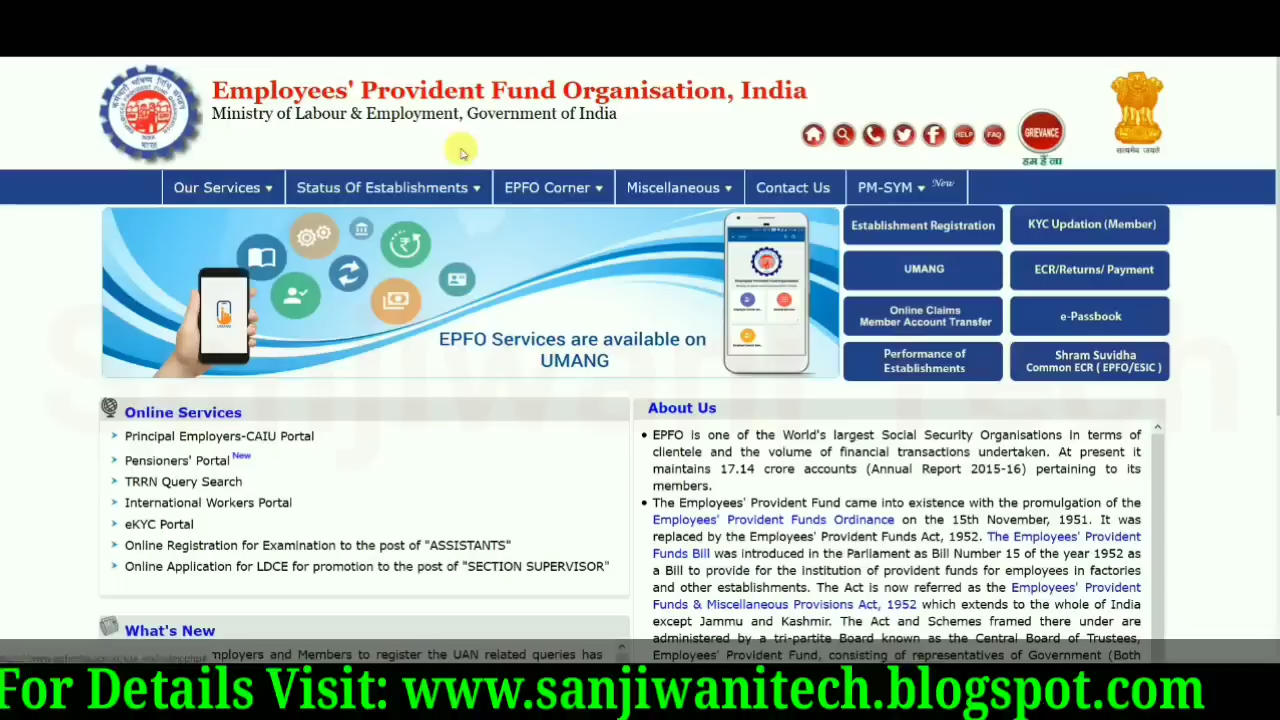 Employees' Provident Fund Organisation, India
Ministry of Labour & Employment, Government of India
HELP
FAQ
GRIEVANCE
हम हैं ना
सत्यमेव जयते
Our Services
Status Of Establishments
EPFO Corner
Miscellaneous
Contact Us
PM-SYM New
EPFO Services are available on
UMANG
UMANG
Establishment Registration
KYC Updation (Member)
UMANG
ECR/Returns/ Payment
Online Claims
Member Account Transfer
e-Passbook
Performance of
Establishments
Shram Suvidha
Common ECR ( EPFO/ESIC )
Online Services
Principal Employers-CAIU Portal
Pensioners' Portal New
TRRN Query Search
International Workers Portal
eKYC Portal
Online Registration for Examination to the post of "ASSISTANTS"
Online Application for LDCE for promotion to the post of "SECTION SUPERVISOR"
What's New
mployers and Members to register the UAN related queries has
About Us
EPFO is one of the World's largest Social Security Organisations in terms of
clientele and the volume of financial transactions undertaken. At present it
maintains 17.14 crore accounts (Annual Report 2015-16) pertaining to its
members.
The Employees' Provident Fund came into existence with the promulgation of the
Employees' Provident Funds Ordinance on the 15th November, 1951. It was
replaced by the Employees' Provident Funds Act, 1952. The Employees' Provident
Funds Bill was introduced in the Parliament as Bill Number 15 of the year 1952 as
a Bill to provide for the institution of provident funds for employees in factories
and other establishments. The Act is now referred as the Employees' Provident
Funds & Miscellaneous Provisions Act, 1952 which extends to the whole of India
except Jammu and Kashmir. The Act and Schemes framed there under are
administered by a tri-partite Board known as the Central Board of Trustees,
Employees' Provident Fund, consisting of representatives of Government (Both
For Details Visit: www.sanjiwanitech.blogspot.com